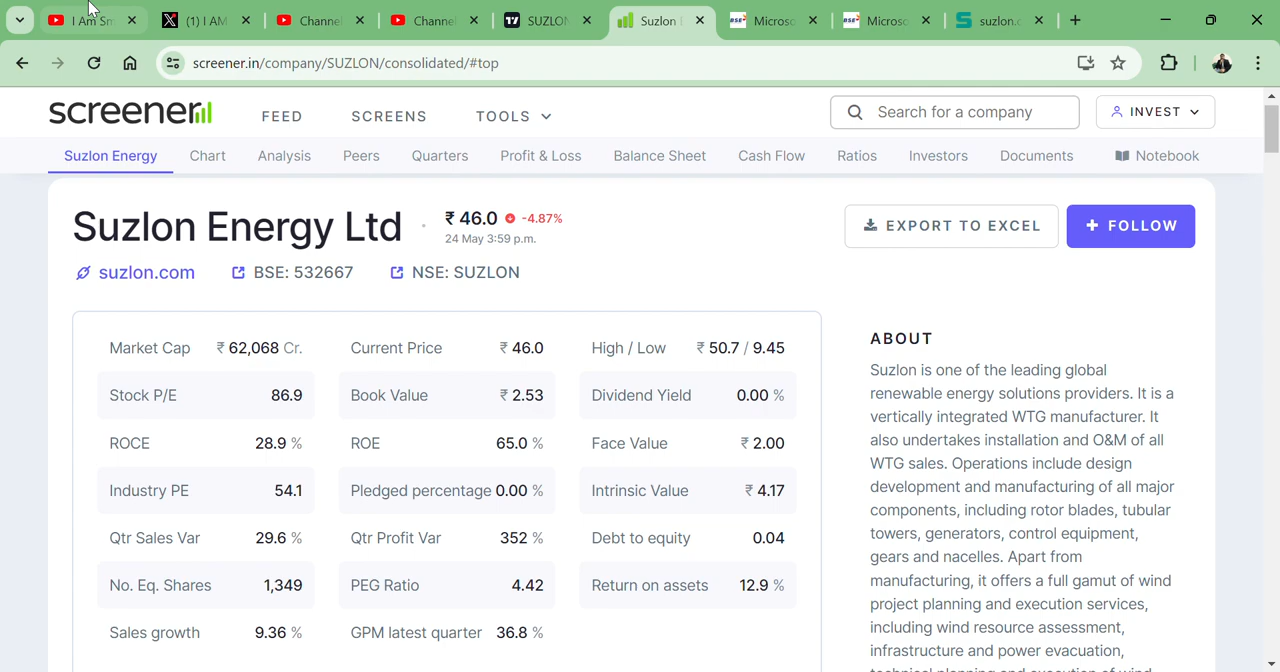 I Am Sm
(1) I AM
Channel
Channel
SUZLON
Suzlon
Microso
Microso
suzlon.c
screener.in/company/SUZLON/consolidated/#top
screener
FEED
SCREENS
TOOLS
Search for a company
INVEST
Suzlon Energy
Chart
Analysis
Peers
Quarters
Profit & Loss
Balance Sheet
Cash Flow
Ratios
Investors
Documents
Notebook
Suzlon Energy Ltd
₹ 46.0 -4.87%
24 May 3:59 p.m.
EXPORT TO EXCEL
+ FOLLOW
suzlon.com
BSE: 532667
NSE: SUZLON
Market Cap ₹ 62,068 Cr.
Current Price ₹ 46.0
High / Low ₹ 50.7 / 9.45
Stock P/E 86.9
Book Value ₹ 2.53
Dividend Yield 0.00 %
ROCE 28.9 %
ROE 65.0 %
Face Value ₹ 2.00
Industry PE 54.1
Pledged percentage 0.00 %
Intrinsic Value ₹ 4.17
Qtr Sales Var 29.6 %
Qtr Profit Var 352 %
Debt to equity 0.04
No. Eq. Shares 1,349
PEG Ratio 4.42
Return on assets 12.9 %
Sales growth 9.36 %
GPM latest quarter 36.8 %
ABOUT
Suzlon is one of the leading global
renewable energy solutions providers. It is a
vertically integrated WTG manufacturer. It
also undertakes installation and O&M of all
WTG sales. Operations include design
development and manufacturing of all major
components, including rotor blades, tubular
towers, generators, control equipment,
gears and nacelles. Apart from
manufacturing, it offers a full gamut of wind
project planning and execution services,
including wind resource assessment,
infrastructure and power evacuation,